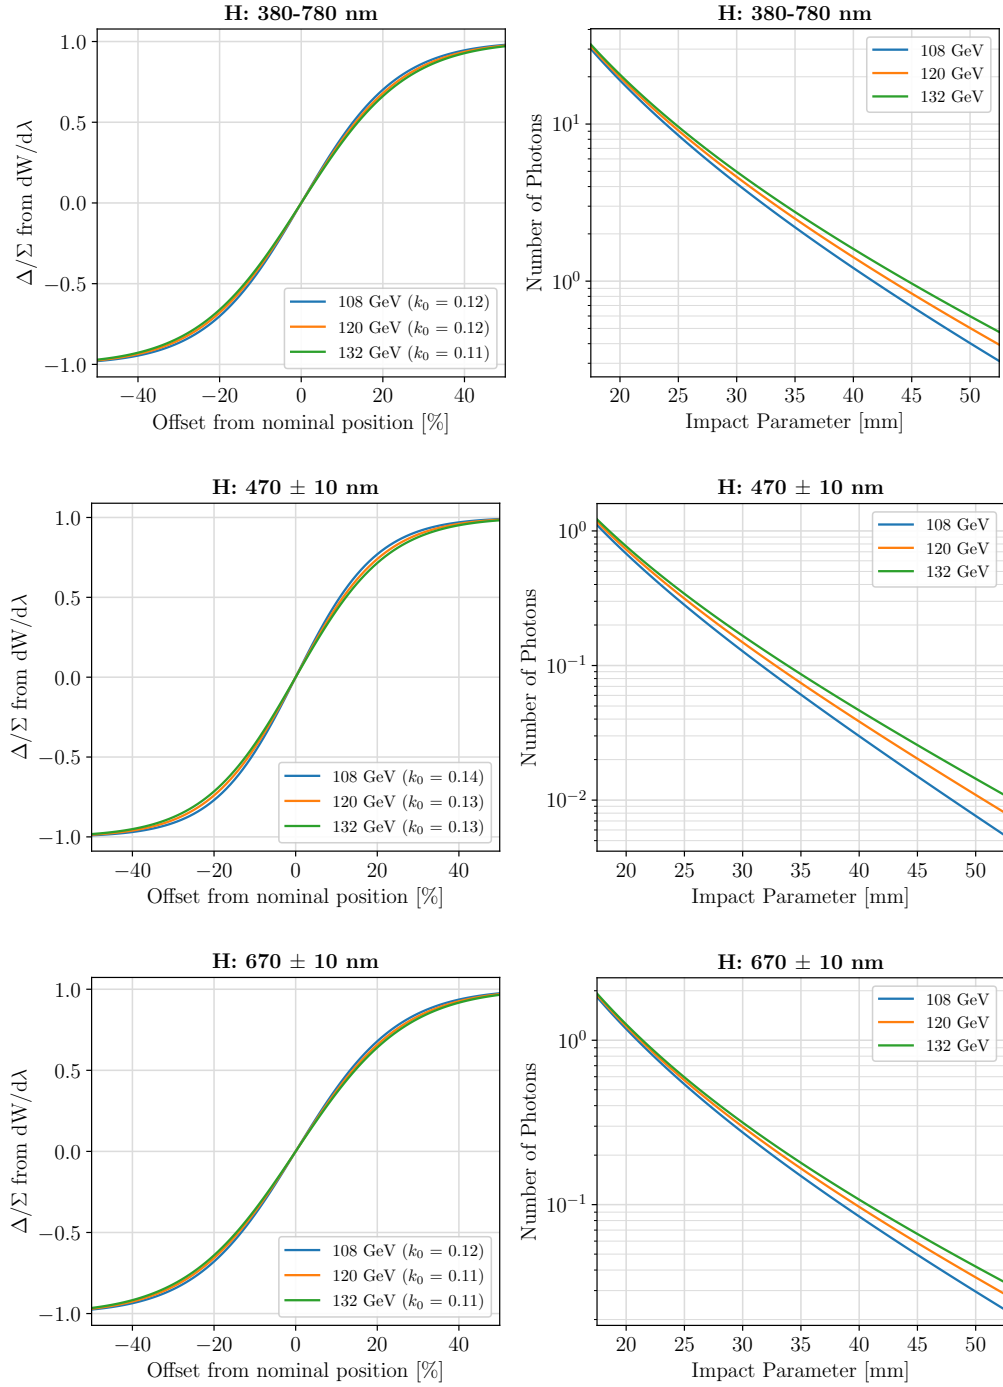 H: 380-780 nm
1.0
0.5
0.0
−0.5
−1.0
Δ/Σ from dW/dλ
108 GeV (k₀ = 0.12)
120 GeV (k₀ = 0.12)
132 GeV (k₀ = 0.11)
−40 −20 0 20 40
Offset from nominal position [%]
H: 380-780 nm
10¹
10⁰
Number of Photons
108 GeV
120 GeV
132 GeV
20 25 30 35 40 45 50
Impact Parameter [mm]
H: 470 ± 10 nm
1.0
0.5
0.0
−0.5
−1.0
Δ/Σ from dW/dλ
108 GeV (k₀ = 0.14)
120 GeV (k₀ = 0.13)
132 GeV (k₀ = 0.13)
−40 −20 0 20 40
Offset from nominal position [%]
H: 470 ± 10 nm
10⁰
10⁻¹
10⁻²
Number of Photons
108 GeV
120 GeV
132 GeV
20 25 30 35 40 45 50
Impact Parameter [mm]
H: 670 ± 10 nm
1.0
0.5
0.0
−0.5
−1.0
Δ/Σ from dW/dλ
108 GeV (k₀ = 0.12)
120 GeV (k₀ = 0.11)
132 GeV (k₀ = 0.11)
−40 −20 0 20 40
Offset from nominal position [%]
H: 670 ± 10 nm
10⁰
10⁻¹
Number of Photons
108 GeV
120 GeV
132 GeV
20 25 30 35 40 45 50
Impact Parameter [mm]